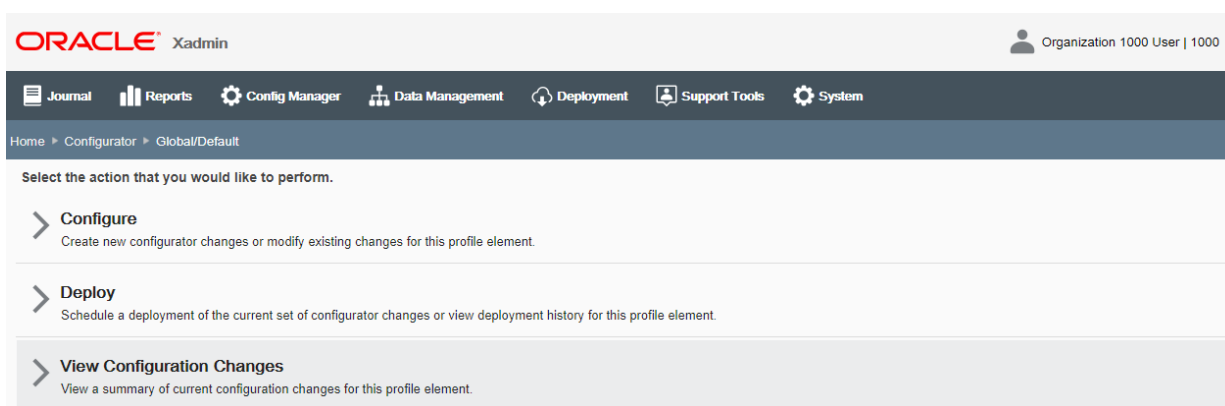 ORACLE® Xadmin
Organization 1000 User | 1000
Journal Reports Config Manager Data Management Deployment Support Tools System
Home ▸ Configurator ▸ Global/Default
Select the action that you would like to perform.
Configure
Create new configurator changes or modify existing changes for this profile element.
Deploy
Schedule a deployment of the current set of configurator changes or view deployment history for this profile element.
View Configuration Changes
View a summary of current configuration changes for this profile element.